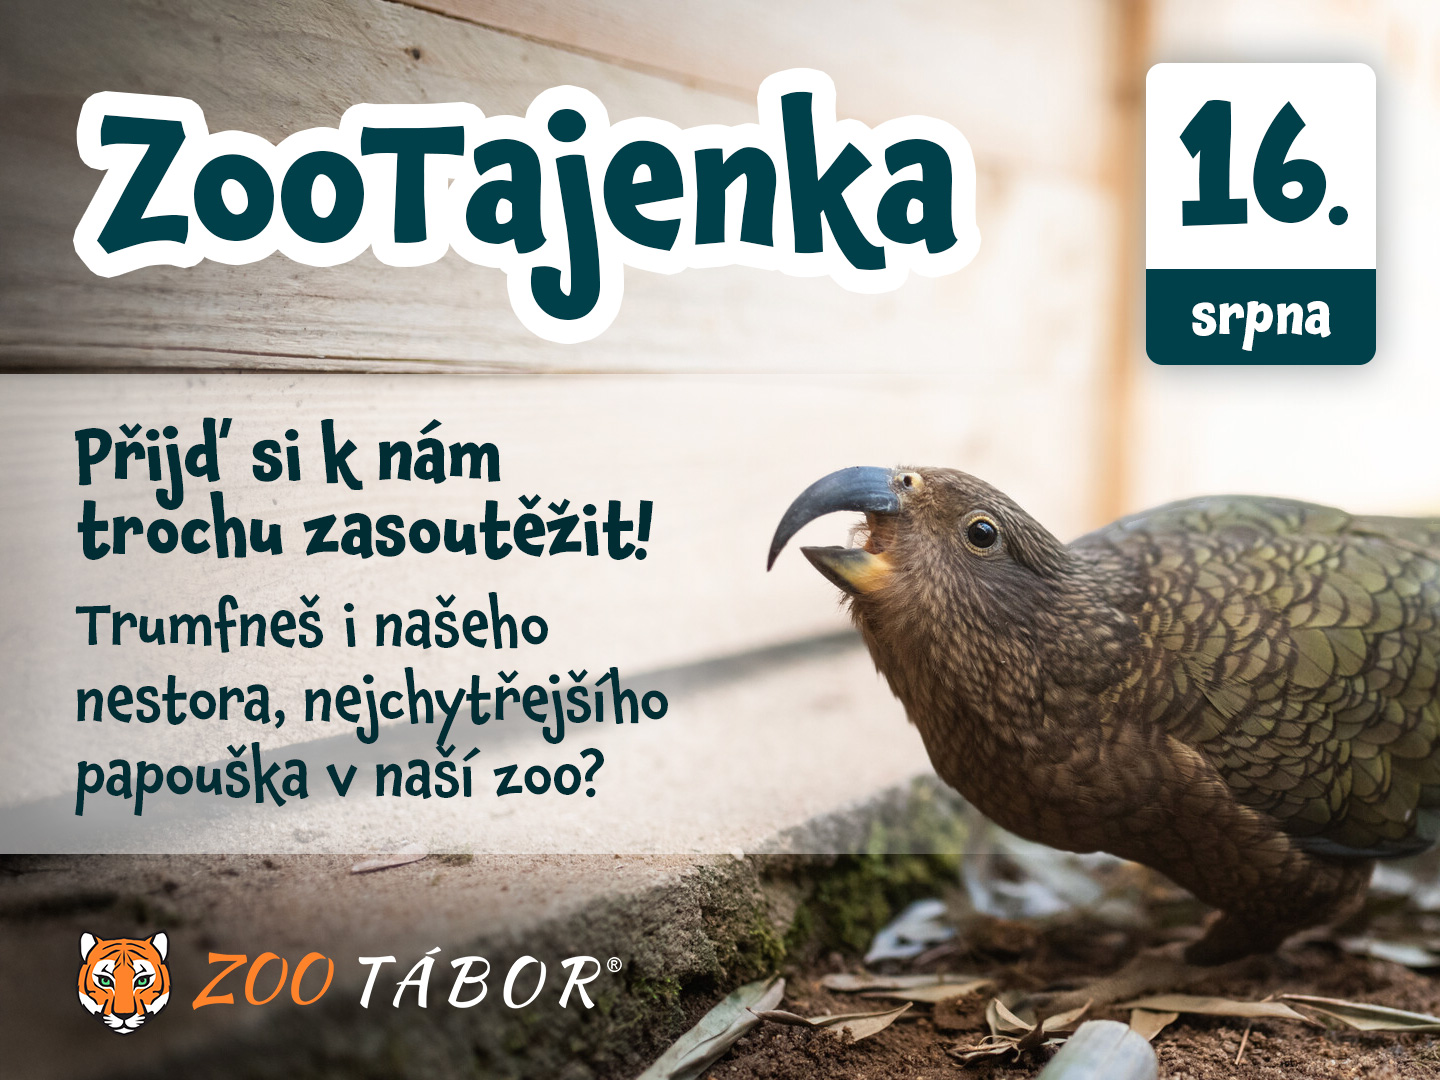 ZooTajenka
16.
srpna
Přijď si k nám
trochu zasoutěžit!
Trumfneš i našeho
nestora, nejchytřejšího
papouška v naší zoo?
ZOO TÁBOR®